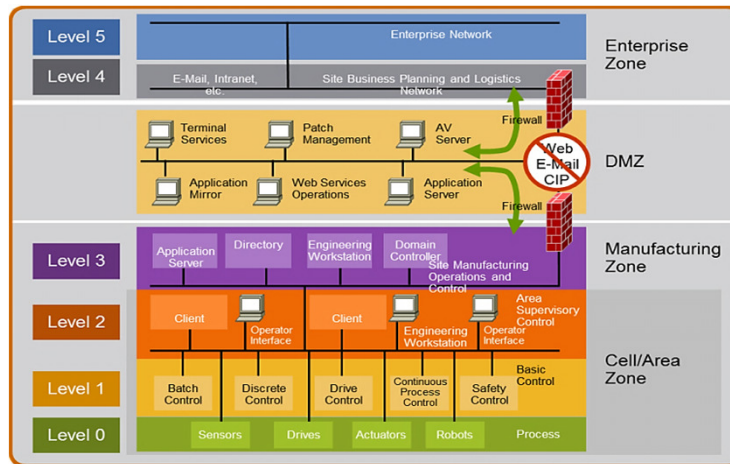 Level 5
Enterprise Network
Enterprise
Zone
Level 4
E-Mail, Intranet,
etc.
Site Business Planning and Logistics
Network
Firewall
Terminal
Services
Patch
Management
AV
Server
Web
E-Mail
CIP
DMZ
Application
Mirror
Web Services
Operations
Application
Server
Firewall
Level 3
Application
Server
Directory
Engineering
Workstation
Domain
Controller
Site Manufacturing
Operations and
Control
Manufacturing
Zone
Level 2
Client
Operator
Interface
Client
Engineering
Workstation
Operator
Interface
Area
Supervisory
Control
Cell/Area
Zone
Level 1
Batch
Control
Discrete
Control
Drive
Control
Continuous
Process
Control
Safety
Control
Basic
Control
Level 0
Sensors
Drives
Actuators
Robots
Process